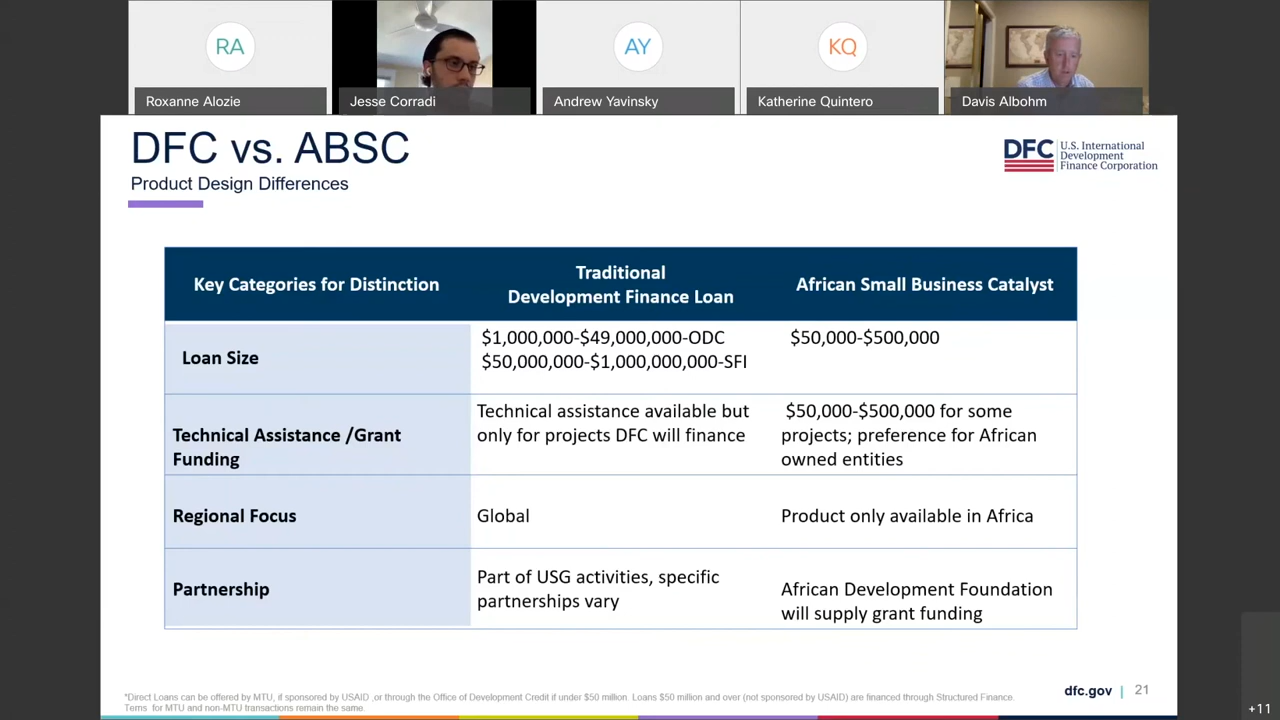 RA
AY
KQ
Roxanne Alozie
Jesse Corradi
Andrew Yavinsky
Katherine Quintero
Davis Albohm
DFC vs. ABSC
Product Design Differences
DFC
U.S. International
Development
Finance Corporation
Key Categories for Distinction
Traditional
Development Finance Loan
African Small Business Catalyst
Loan Size
$1,000,000-$49,000,000-ODC
$50,000,000-$1,000,000,000-SFI
$50,000-$500,000
Technical Assistance /Grant
Funding
Technical assistance available but
only for projects DFC will finance
$50,000-$500,000 for some
projects; preference for African
owned entities
Regional Focus
Global
Product only available in Africa
Partnership
Part of USG activities, specific
partnerships vary
African Development Foundation
will supply grant funding
*Direct Loans can be offered by MTU, if sponsored by USAID ,or through the Office of Development Credit if under $50 million. Loans $50 million and over (not sponsored by USAID) are financed through Structured Finance.
Tems  for MTU and non-MTU transactions remain the same.
dfc.gov | 21
+11